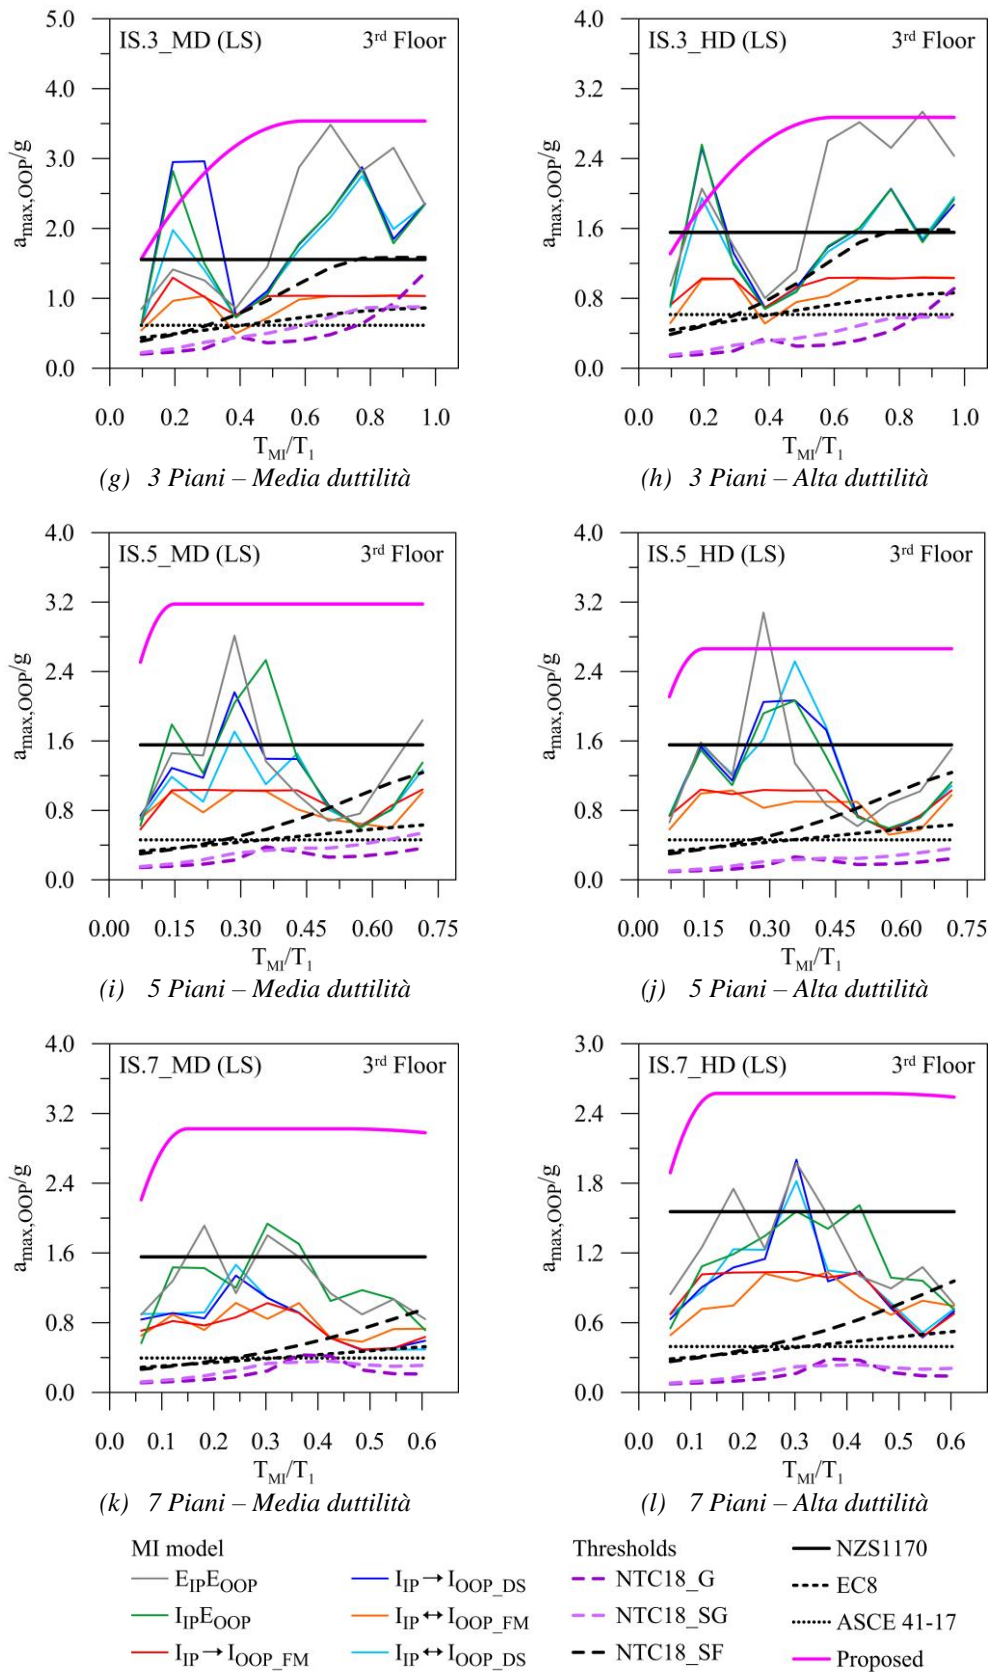 IS.3_MD (LS) 3rd Floor
5.0
4.0
3.0
2.0
1.0
0.0
amax,OOP/g
0.0 0.2 0.4 0.6 0.8 1.0
TMI/T1
(g) 3 Piani – Media duttilità
IS.3_HD (LS) 3rd Floor
4.0
3.2
2.4
1.6
0.8
0.0
amax,OOP/g
0.0 0.2 0.4 0.6 0.8 1.0
TMI/T1
(h) 3 Piani – Alta duttilità
IS.5_MD (LS) 3rd Floor
4.0
3.2
2.4
1.6
0.8
0.0
amax,OOP/g
0.00 0.15 0.30 0.45 0.60 0.75
TMI/T1
(i) 5 Piani – Media duttilità
IS.5_HD (LS) 3rd Floor
4.0
3.2
2.4
1.6
0.8
0.0
amax,OOP/g
0.00 0.15 0.30 0.45 0.60 0.75
TMI/T1
(j) 5 Piani – Alta duttilità
IS.7_MD (LS) 3rd Floor
4.0
3.2
2.4
1.6
0.8
0.0
amax,OOP/g
0.0 0.1 0.2 0.3 0.4 0.5 0.6
TMI/T1
(k) 7 Piani – Media duttilità
IS.7_HD (LS) 3rd Floor
3.0
2.4
1.8
1.2
0.6
0.0
amax,OOP/g
0.0 0.1 0.2 0.3 0.4 0.5 0.6
TMI/T1
(l) 7 Piani – Alta duttilità
MI model
EIPEOOP
IIPEOOP
IIP→IOOP_FM
IIP→IOOP_DS
IIP↔IOOP_FM
IIP↔IOOP_DS
Thresholds
NTC18_G
NTC18_SG
NTC18_SF
NZS1170
EC8
ASCE 41-17
Proposed